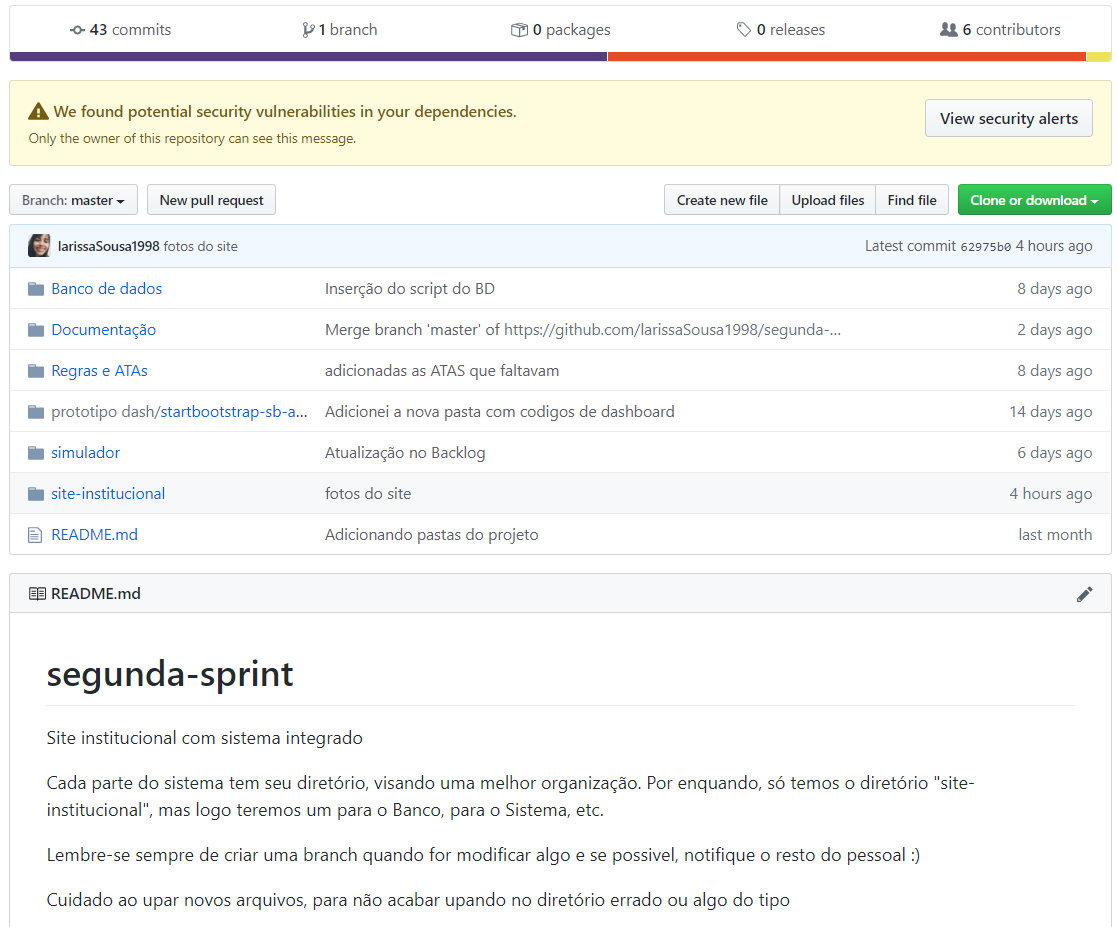 43 commits 1 branch 0 packages 0 releases 6 contributors
We found potential security vulnerabilities in your dependencies.
Only the owner of this repository can see this message.
View security alerts
Branch: master New pull request Create new file Upload files Find file Clone or download
larissaSousa1998 fotos do site Latest commit 62975b0 4 hours ago
Banco de dados Inserção do script do BD 8 days ago
Documentação Merge branch 'master' of https://github.com/larissaSousa1998/segunda-... 2 days ago
Regras e ATAs adicionadas as ATAS que faltavam 8 days ago
prototipo dash/startbootstrap-sb-a... Adicionei a nova pasta com codigos de dashboard 14 days ago
simulador Atualização no Backlog 6 days ago
site-institucional fotos do site 4 hours ago
README.md Adicionando pastas do projeto last month
README.md
segunda-sprint
Site institucional com sistema integrado
Cada parte do sistema tem seu diretório, visando uma melhor organização. Por enquando, só temos o diretório "site-
institucional", mas logo teremos um para o Banco, para o Sistema, etc.
Lembre-se sempre de criar uma branch quando for modificar algo e se possivel, notifique o resto do pessoal :)
Cuidado ao upar novos arquivos, para não acabar upando no diretório errado ou algo do tipo